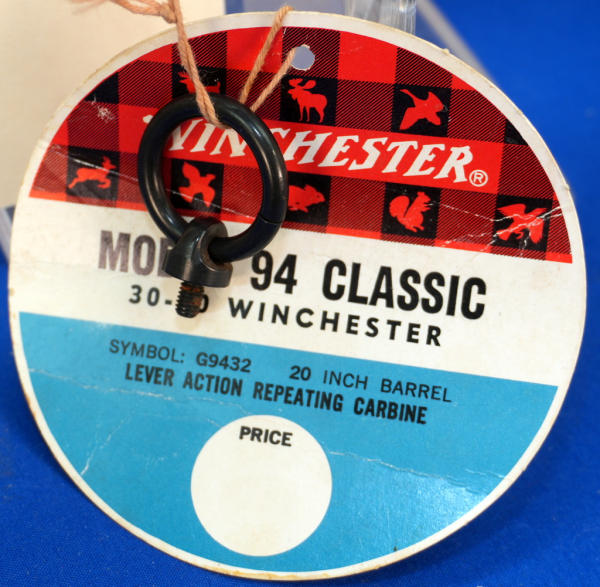 WINCHESTER®
94 CLASSIC
WINCHESTER
SYMBOL: G9432 20 INCH BARREL
LEVER ACTION REPEATING CARBINE
PRICE